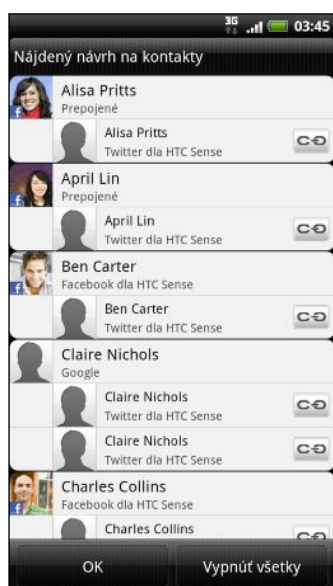 3G 03:45
Nájdený návrh na kontakty
Alisa Pritts
Prepojené
Alisa Pritts
Twitter dla HTC Sense
April Lin
Prepojené
April Lin
Twitter dla HTC Sense
Ben Carter
Facebook dla HTC Sense
Ben Carter
Twitter dla HTC Sense
Claire Nichols
Google
Claire Nichols
Twitter dla HTC Sense
Claire Nichols
Twitter dla HTC Sense
Charles Collins
Facebook dla HTC Sense
Charles Collins
OK Vypnúť všetky